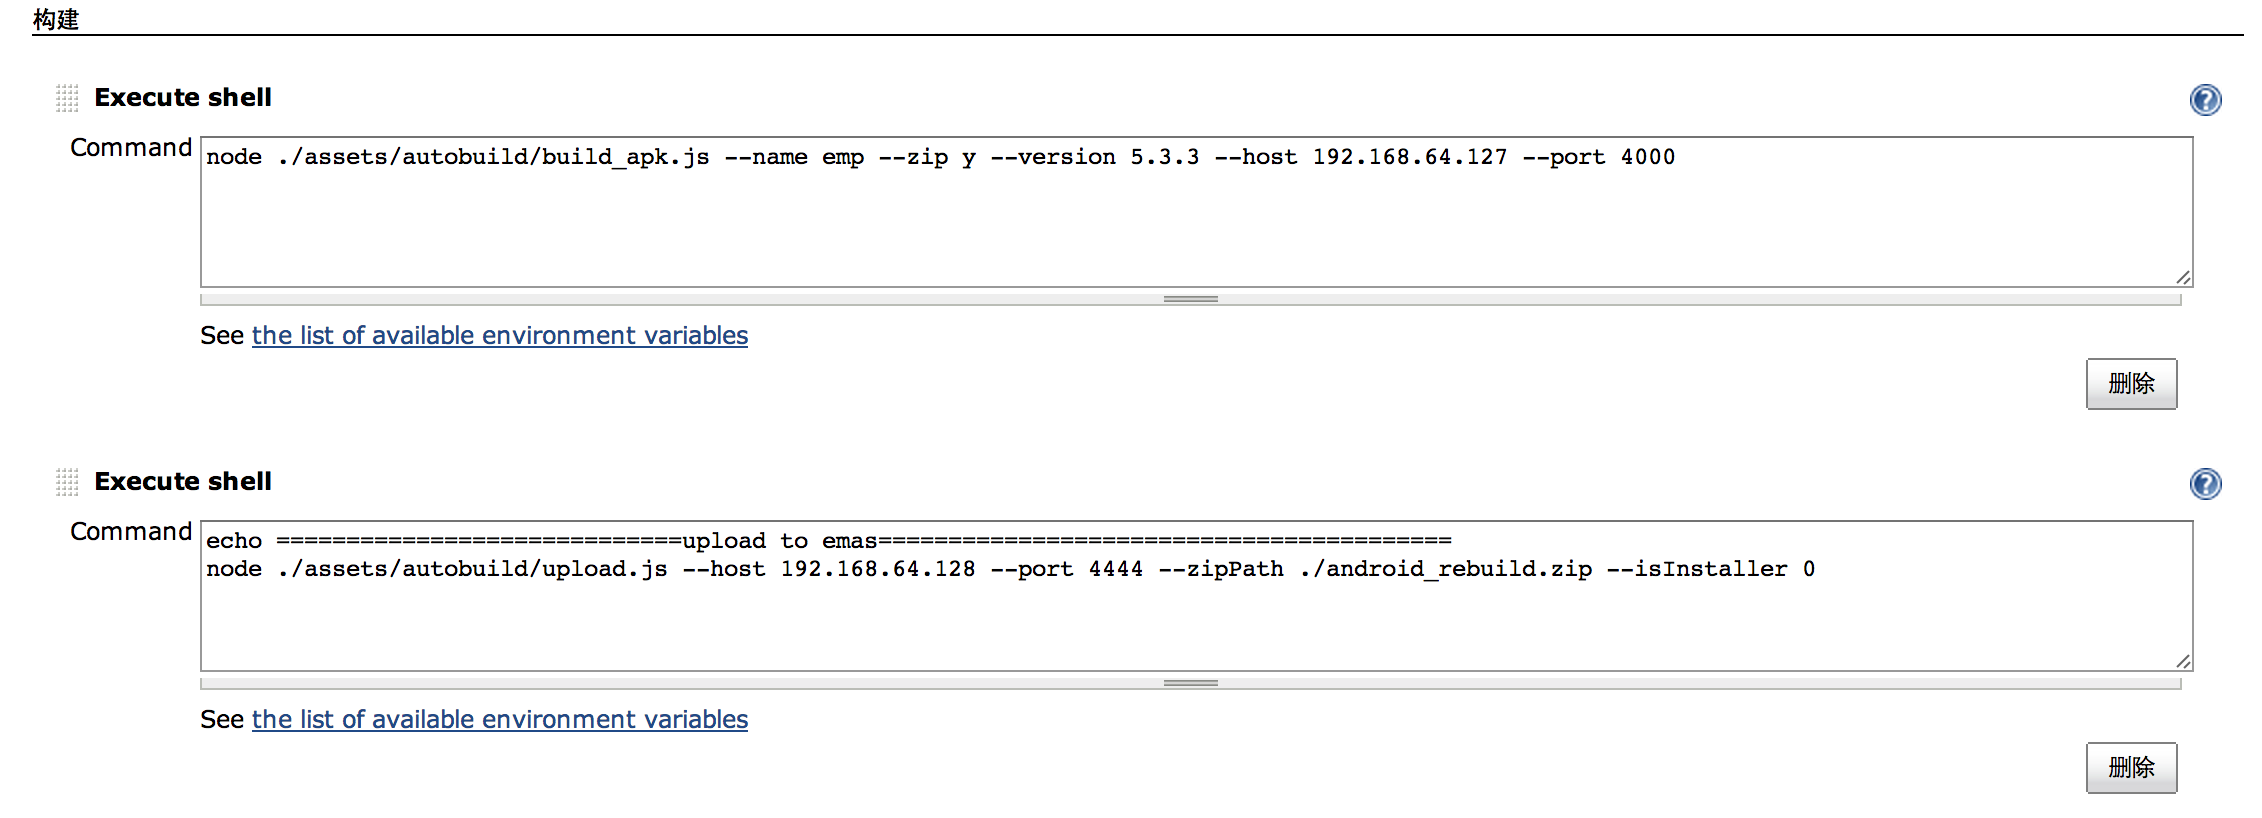 构建
Execute shell
Command
node ./assets/autobuild/build_apk.js --name emp --zip y --version 5.3.3 --host 192.168.64.127 --port 4000
See the list of available environment variables
删除
Execute shell
Command
echo =============================upload to emas=========================================
node ./assets/autobuild/upload.js --host 192.168.64.128 --port 4444 --zipPath ./android_rebuild.zip --isInstaller 0
See the list of available environment variables
删除